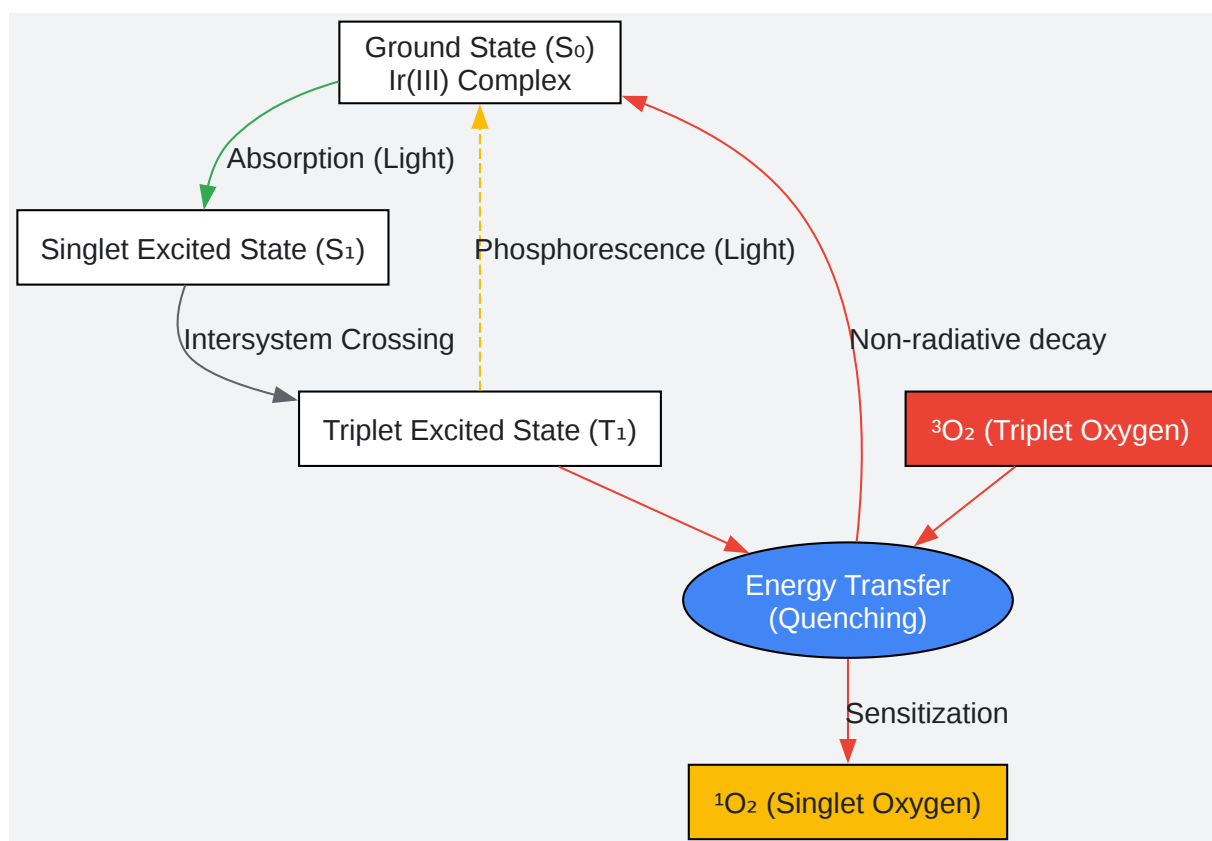 Ground State (S₀)
Ir(III) Complex
Absorption (Light)
Singlet Excited State (S₁)
Phosphorescence (Light)
Intersystem Crossing
Non-radiative decay
Triplet Excited State (T₁)
³O₂ (Triplet Oxygen)
Energy Transfer
(Quenching)
Sensitization
¹O₂ (Singlet Oxygen)